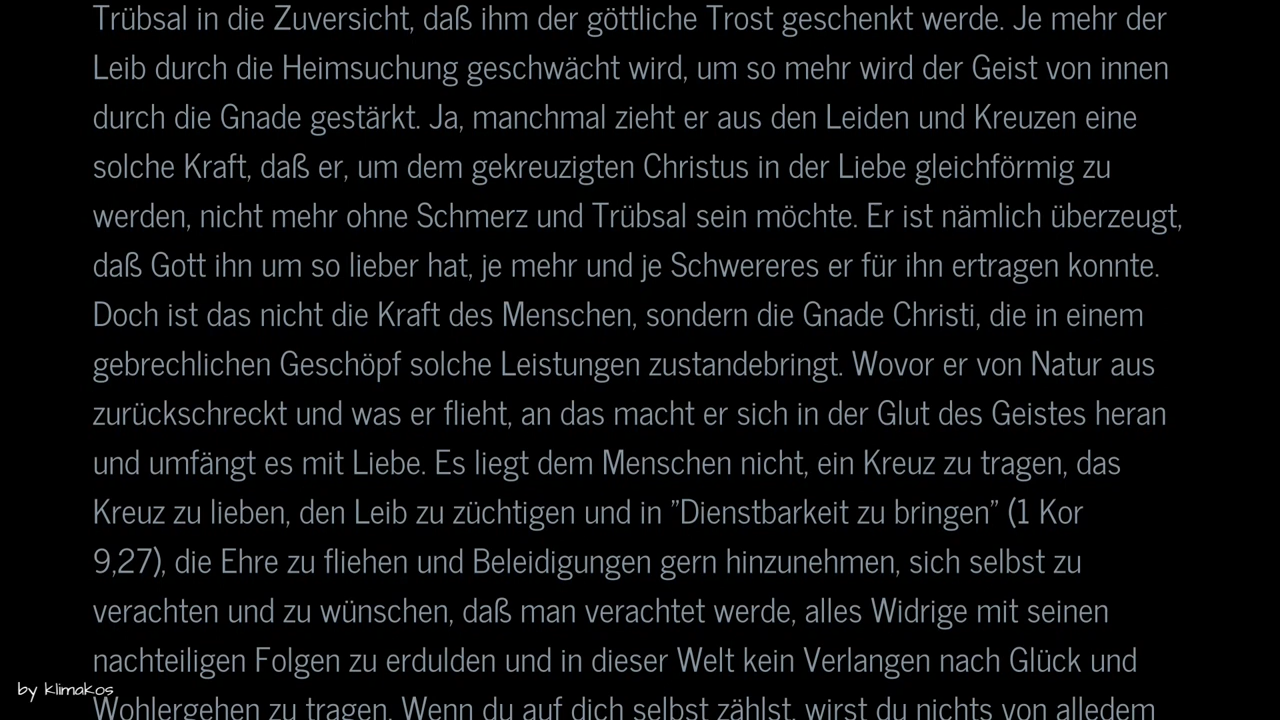 Trübsal in die Zuversicht, daß ihm der göttliche Trost geschenkt werde. Je mehr der
Leib durch die Heimsuchung geschwächt wird, um so mehr wird der Geist von innen
durch die Gnade gestärkt. Ja, manchmal zieht er aus den Leiden und Kreuzen eine
solche Kraft, daß er, um dem gekreuzigten Christus in der Liebe gleichförmig zu
werden, nicht mehr ohne Schmerz und Trübsal sein möchte. Er ist nämlich überzeugt,
daß Gott ihn um so lieber hat, je mehr und je Schwereres er für ihn ertragen konnte.
Doch ist das nicht die Kraft des Menschen, sondern die Gnade Christi, die in einem
gebrechlichen Geschöpf solche Leistungen zustandebringt. Wovor er von Natur aus
zurückschreckt und was er flieht, an das macht er sich in der Glut des Geistes heran
und umfängt es mit Liebe. Es liegt dem Menschen nicht, ein Kreuz zu tragen, das
Kreuz zu lieben, den Leib zu züchtigen und in ”Dienstbarkeit zu bringen” (1 Kor
9,27), die Ehre zu fliehen und Beleidigungen gern hinzunehmen, sich selbst zu
verachten und zu wünschen, daß man verachtet werde, alles Widrige mit seinen
nachteiligen Folgen zu erdulden und in dieser Welt kein Verlangen nach Glück und
by klimakos
Wohlergehen zu tragen. Wenn du auf dich selbst zählst, wirst du nichts von alledem